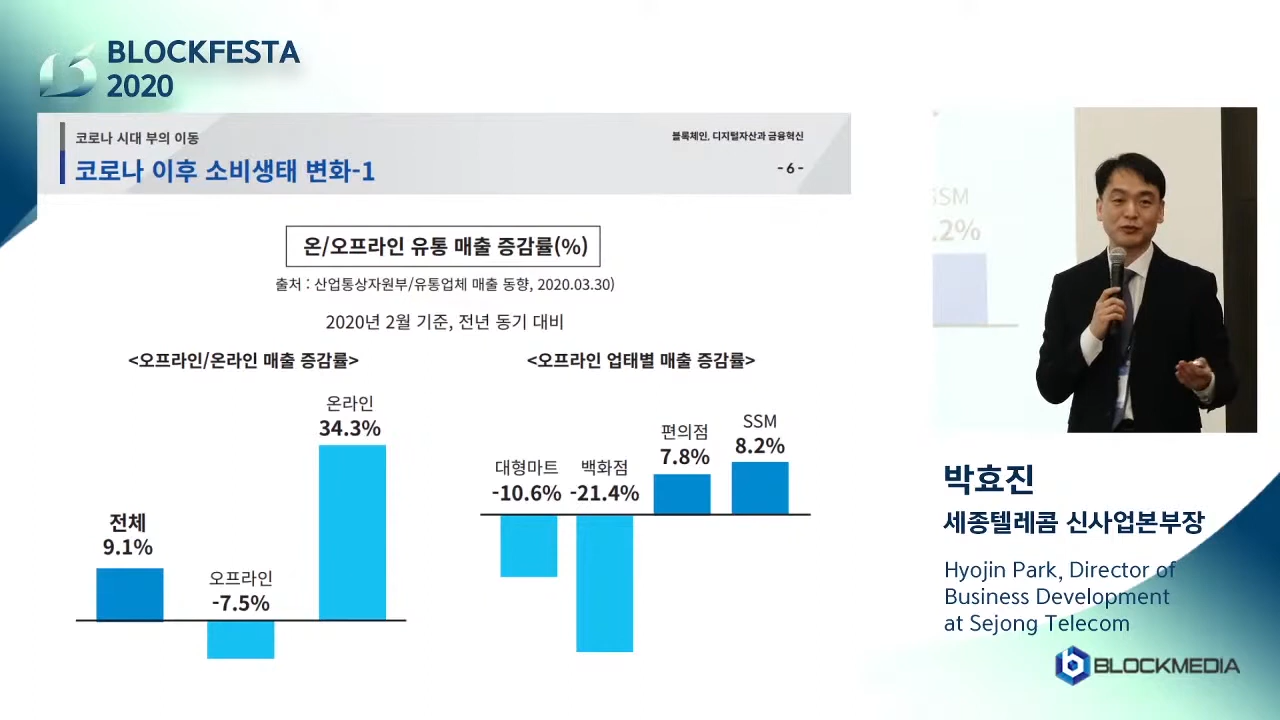 BLOCKFESTA
2020
코로나 시대 부의 이동
블록체인, 디지털자산과 금융혁신
코로나 이후 소비생태 변화-1
- 6 -
온/오프라인 유통 매출 증감률(%)
출처 : 산업통상자원부/유통업체 매출 동향, 2020.03.30)
2020년 2월 기준, 전년 동기 대비
<오프라인/온라인 매출 증감률>
전체
9.1%
오프라인
-7.5%
온라인
34.3%
<오프라인 업태별 매출 증감률>
대형마트
-10.6%
백화점
-21.4%
편의점
7.8%
SSM
8.2%
SSM
.2%
박효진
세종텔레콤 신사업본부장
Hyojin Park, Director of
Business Development
at Sejong Telecom
BLOCKMEDIA